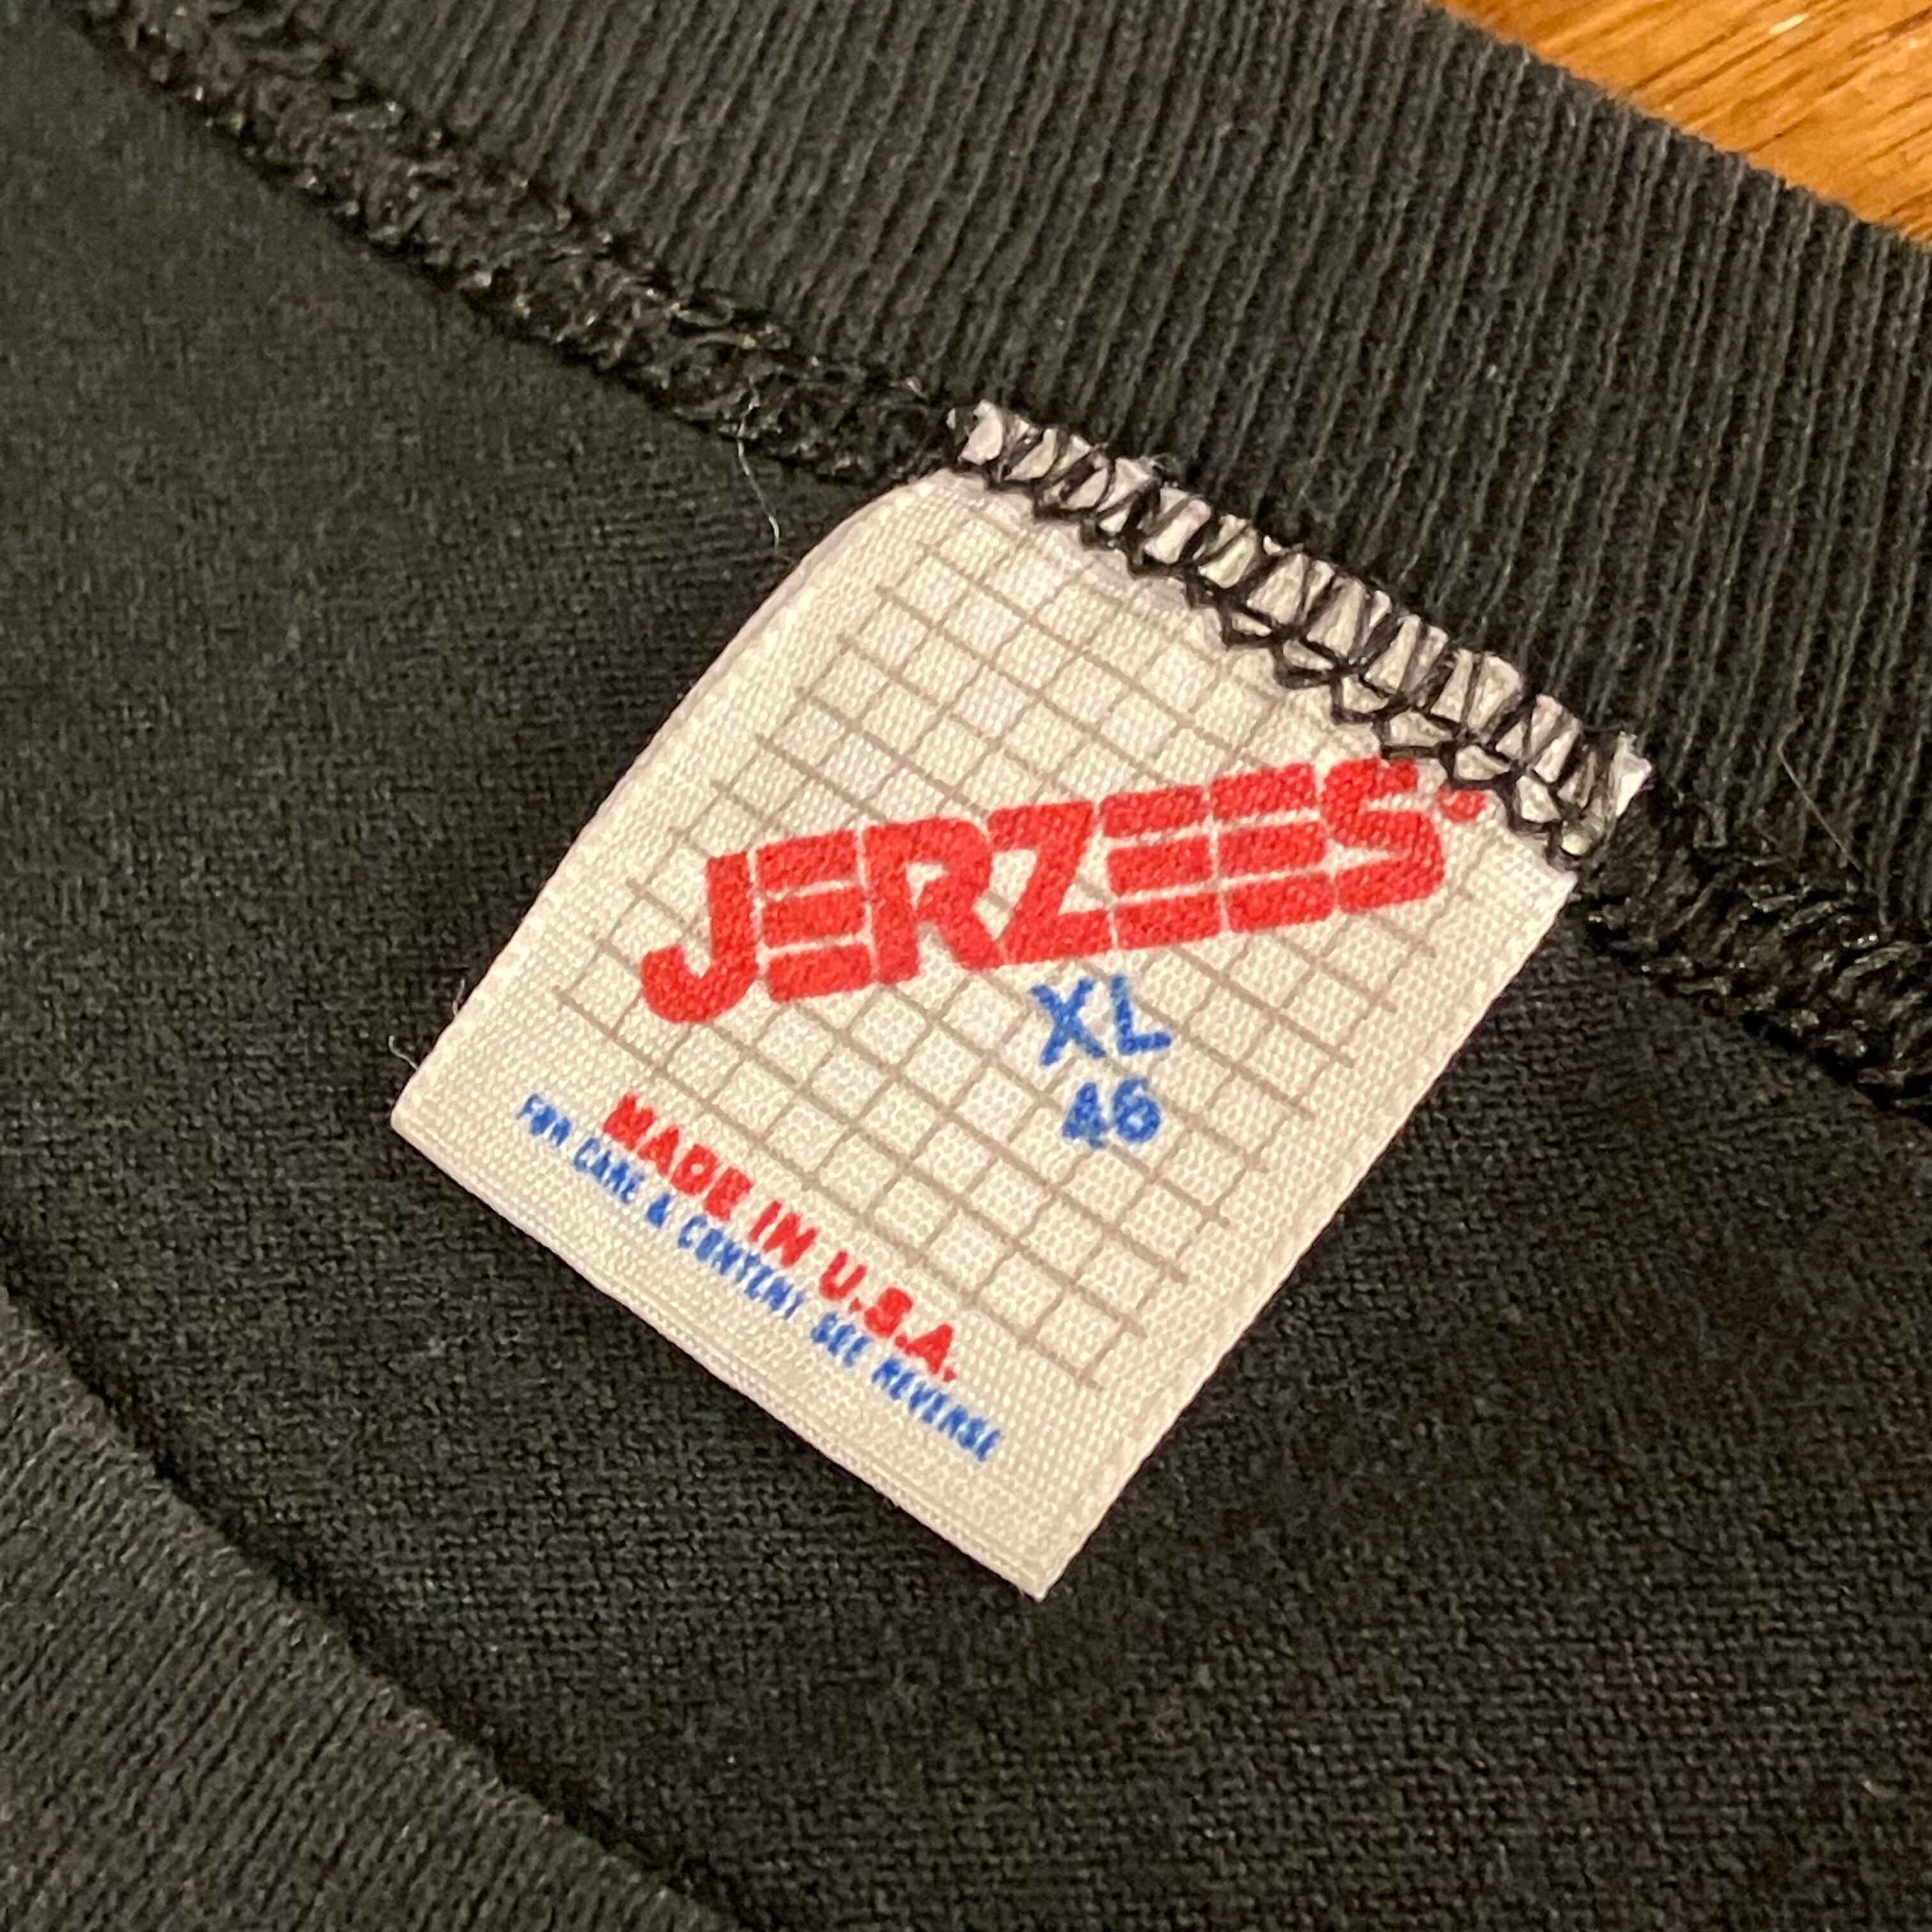 JERZEES
XL
46
MADE IN U.S.A.
FOR CARE & CONTENT SEE REVERSE